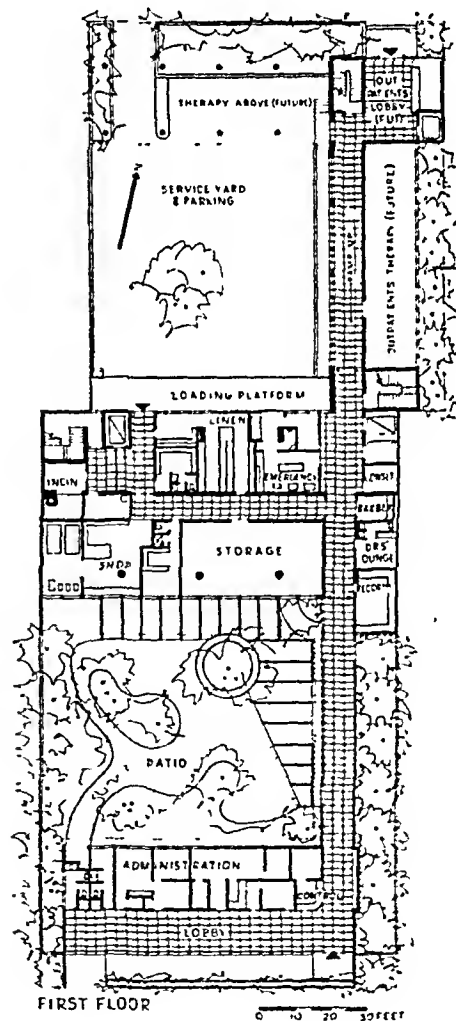 OUT
PATIENTS
LOBBY
(FUT)
THERAPY ABOVE (FUTURE)
N
SERVICE YARD
& PARKING
OUTPATIENTS THERAPY (FUTURE)
LOADING PLATFORM
LINEN
INCIN
EMERGENCY
BARBER
DRS'
LOUNGE
SHOP
STORAGE
RECORD
PATIO
ADMINISTRATION
CONTROL
LOBBY
FIRST FLOOR
0 10 20 30 FEET